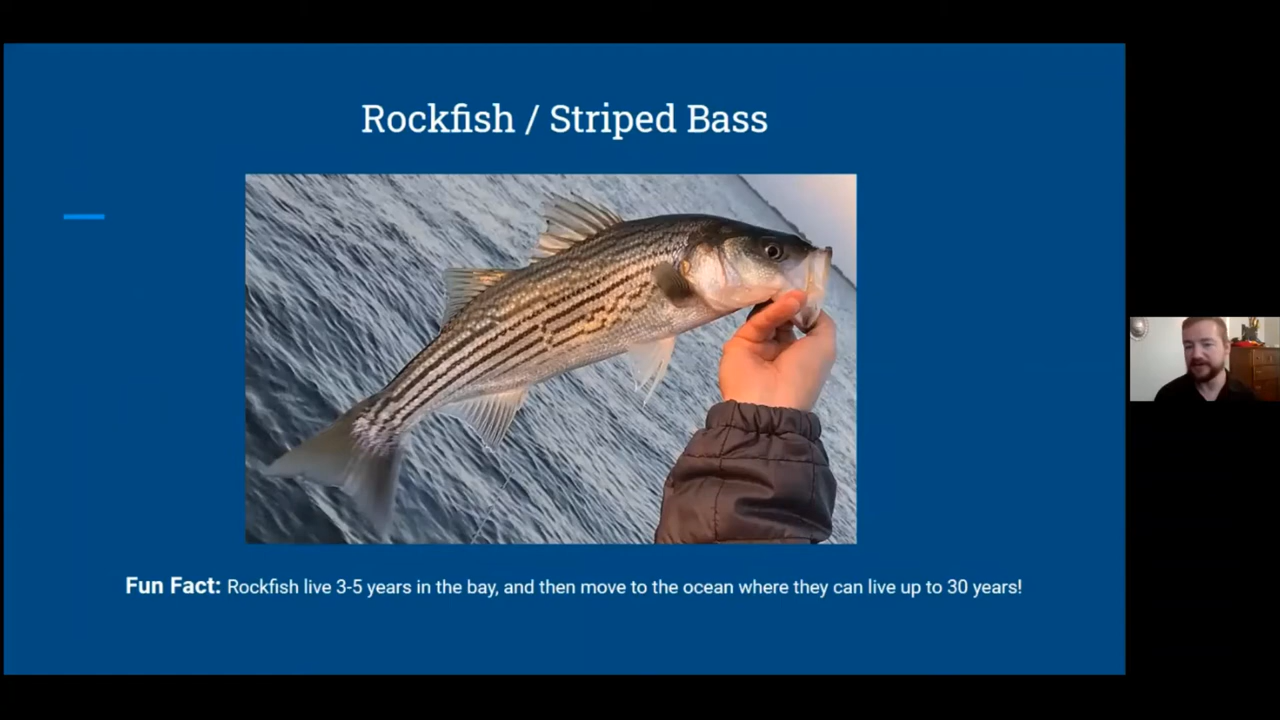 Rockfish / Striped Bass
Fun Fact: Rockfish live 3-5 years in the bay, and then move to the ocean where they can live up to 30 years!